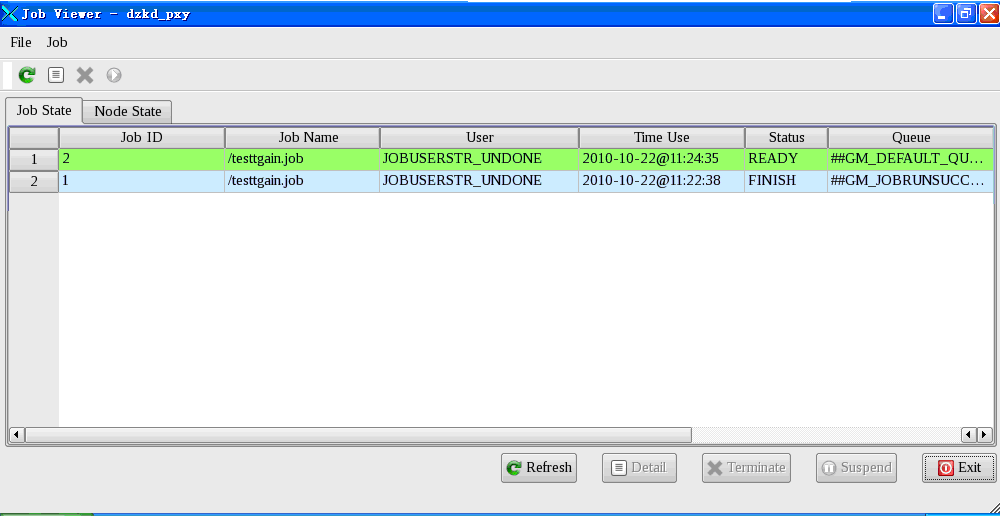 Job Viewer - dzkd_pxy
File Job
Job State Node State
Job ID Job Name User Time Use Status Queue
1 2 /testtgain.job JOBUSERSTR_UNDONE 2010-10-22@11:24:35 READY ##GM_DEFAULT_QU...
2 1 /testtgain.job JOBUSERSTR_UNDONE 2010-10-22@11:22:38 FINISH ##GM_JOBRUNSUCC...
Refresh Detail Terminate Suspend Exit